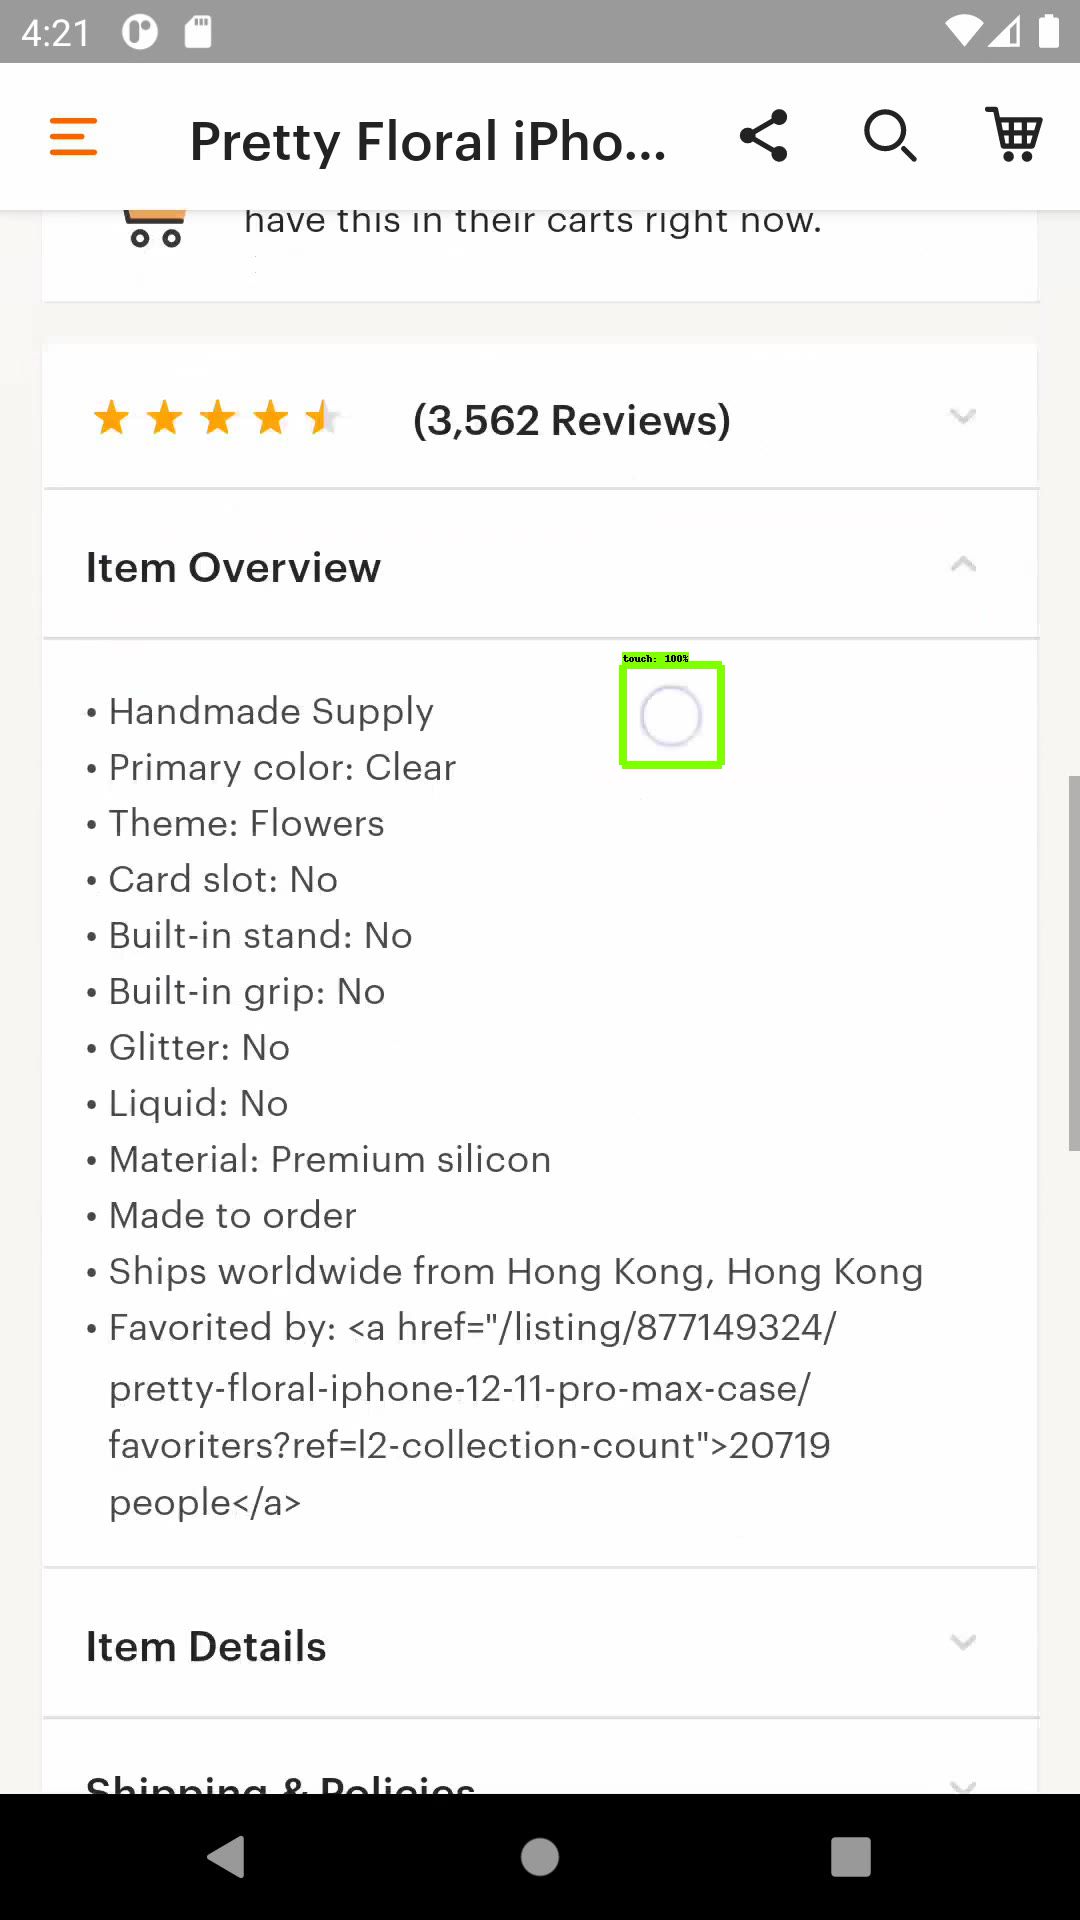 4:21
Pretty Floral iPho...
have this in their carts right now.
(3,562 Reviews)
Item Overview
touch: 100%
• Handmade Supply
• Primary color: Clear
• Theme: Flowers
• Card slot: No
• Built-in stand: No
• Built-in grip: No
• Glitter: No
• Liquid: No
• Material: Premium silicon
• Made to order
• Ships worldwide from Hong Kong, Hong Kong
• Favorited by: <a href="/listing/877149324/
pretty-floral-iphone-12-11-pro-max-case/
favoriters?ref=l2-collection-count">20719
people</a>
Item Details
Shipping & Policies